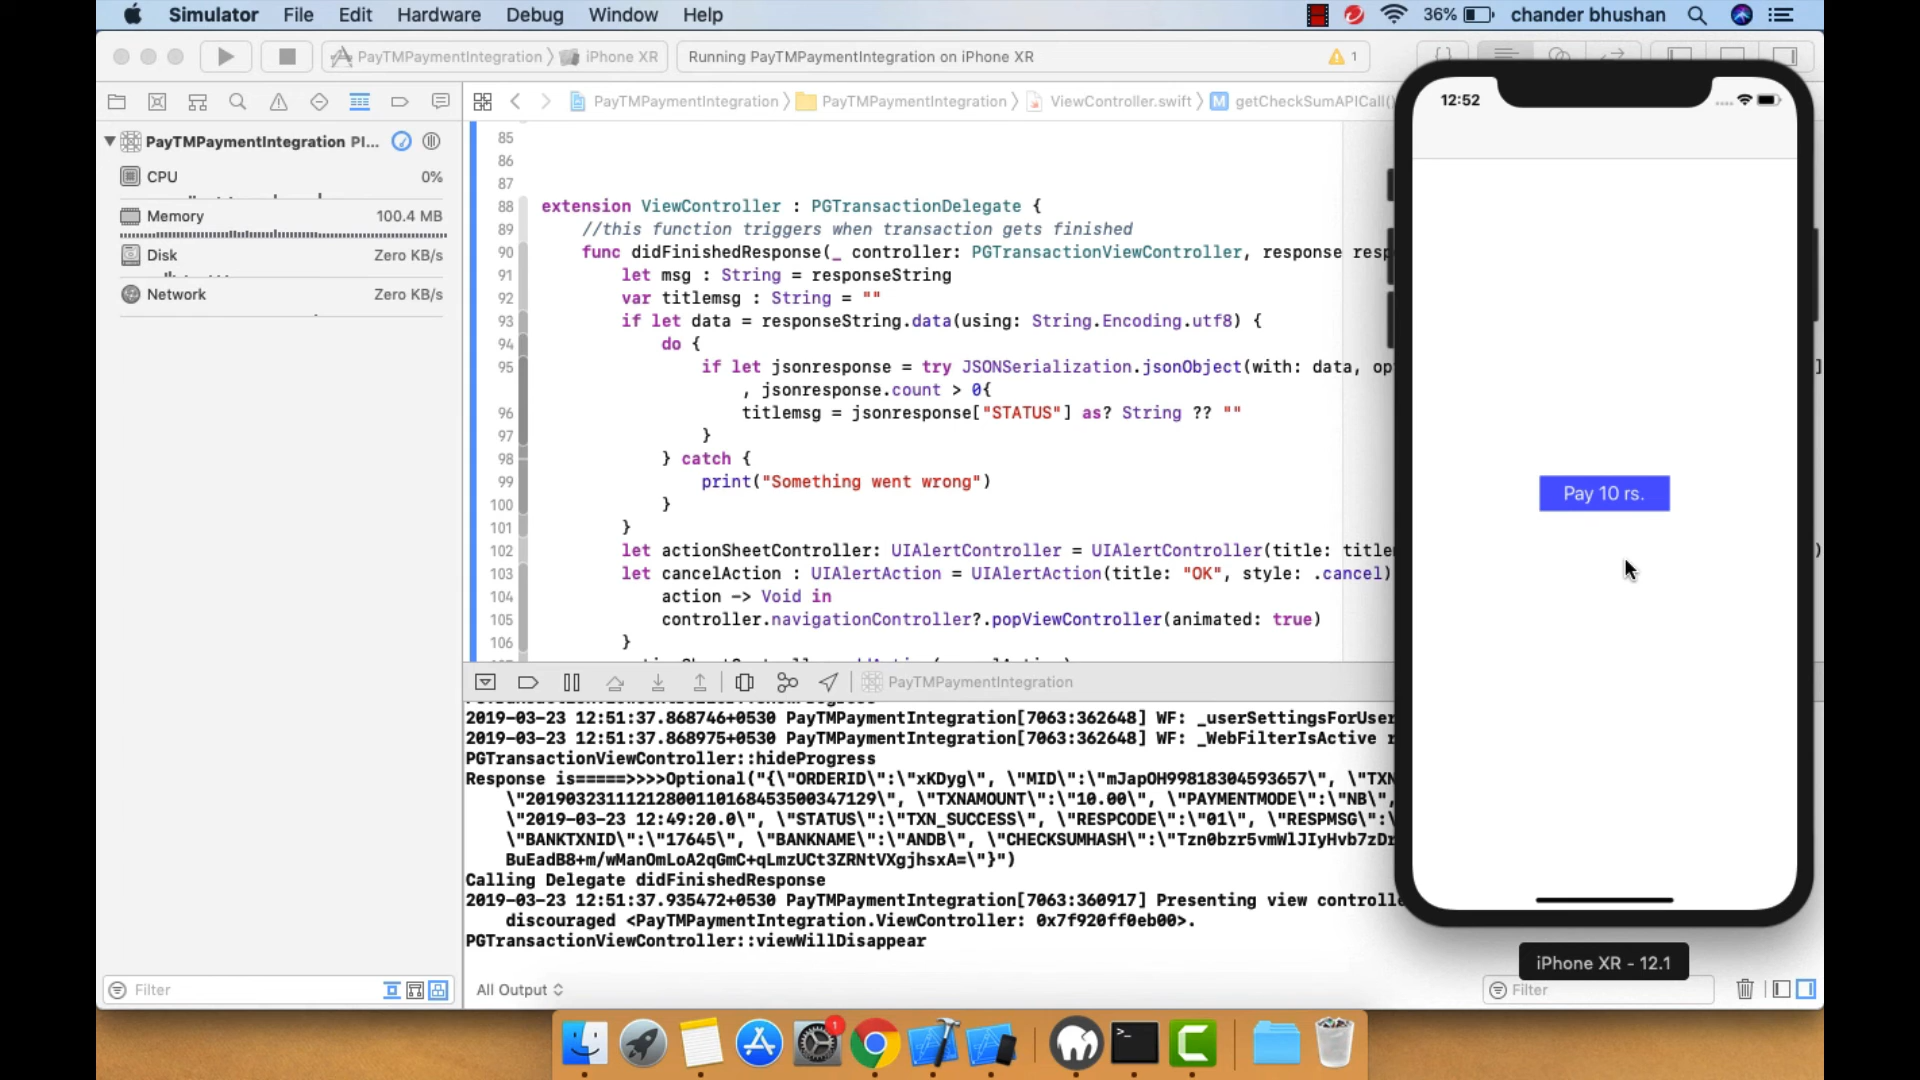 Simulator File Edit Hardware Debug Window Help 36% chander bhushan
PayTMPaymentIntegration iPhone XR Running PayTMPaymentIntegration on iPhone XR 1
PayTMPaymentIntegration PayTMPaymentIntegration ViewController.swift M getCheckSumAPICall()
PayTMPaymentIntegration PI...
CPU 0%
Memory 100.4 MB
Disk Zero KB/s
Network Zero KB/s
85
86
87
88 extension ViewController : PGTransactionDelegate {
89 //this function triggers when transaction gets finished
90 func didFinishedResponse(_ controller: PGTransactionViewController, response resp
91 let msg : String = responseString
92 var titlemsg : String = ""
93 if let data = responseString.data(using: String.Encoding.utf8) {
94 do {
95 if let jsonresponse = try JSONSerialization.jsonObject(with: data, op
, jsonresponse.count > 0{
96 titlemsg = jsonresponse["STATUS"] as? String ?? ""
97 }
98 } catch {
99 print("Something went wrong")
100 }
101 }
102 let actionSheetController: UIAlertController = UIAlertController(title: title
103 let cancelAction : UIAlertAction = UIAlertAction(title: "OK", style: .cancel)
104 action -> Void in
105 controller.navigationController?.popViewController(animated: true)
106 }
PayTMPaymentIntegration
2019-03-23 12:51:37.868746+0530 PayTMPaymentIntegration[7063:362648] WF: _userSettingsForUser
2019-03-23 12:51:37.868975+0530 PayTMPaymentIntegration[7063:362648] WF: _WebFilterIsActive r
PGTransactionViewController::hideProgress
Response is=====>>>>Optional("{\"ORDERID\":\"xKDyg\", \"MID\":\"mJapOH99818304593657\", \"TXN
\"20190323111212800110168453500347129\", \"TXNAMOUNT\":\"10.00\", \"PAYMENTMODE\":\"NB\",
\"2019-03-23 12:49:20.0\", \"STATUS\":\"TXN_SUCCESS\", \"RESPCODE\":\"01\", \"RESPMSG\":\
\"BANKTXNID\":\"17645\", \"BANKNAME\":\"ANDB\", \"CHECKSUMHASH\":\"Tzn0bzr5vmWlJIyHvb7zDr
BuEadB8+m/wManOmLoA2qGmC+qLmzUCt3ZRNtVXgjhsxA=\"}")
Calling Delegate didFinishedResponse
2019-03-23 12:51:37.935472+0530 PayTMPaymentIntegration[7063:360917] Presenting view controlle
discouraged <PayTMPaymentIntegration.ViewController: 0x7f920ff0eb00>.
PGTransactionViewController::viewWillDisappear
Filter All Output Filter
12:52
Pay 10 rs.
iPhone XR - 12.1
1